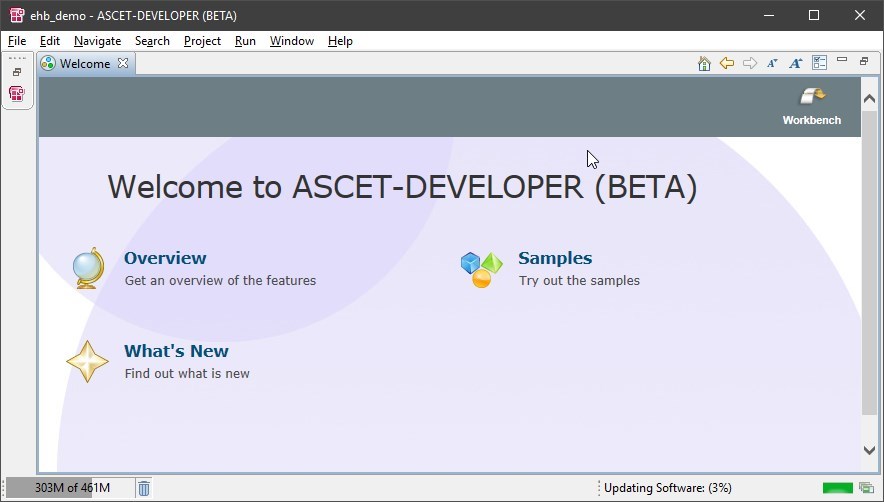 ehb_demo - ASCET-DEVELOPER (BETA)
File Edit Navigate Search Project Run Window Help
Welcome
A A
Workbench
Welcome to ASCET-DEVELOPER (BETA)
Overview
Get an overview of the features
Samples
Try out the samples
What's New
Find out what is new
303M of 461M
Updating Software: (3%)